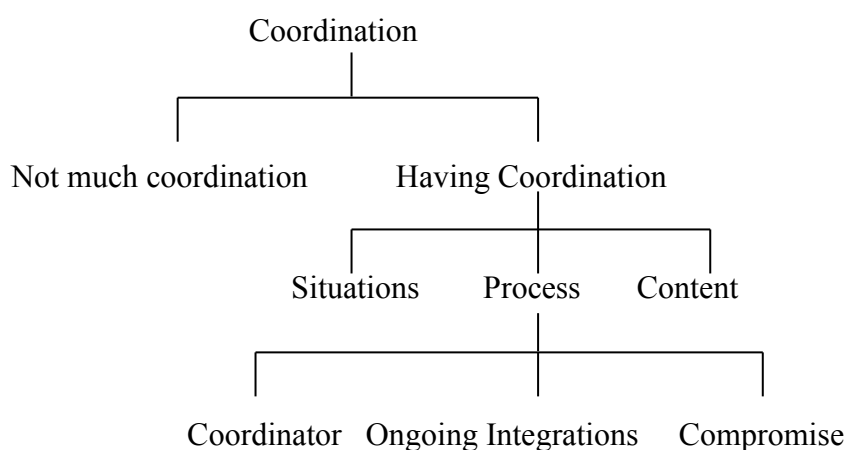 Coordination
Not much coordination Having Coordination
Situations Process Content
Coordinator Ongoing Integrations Compromise